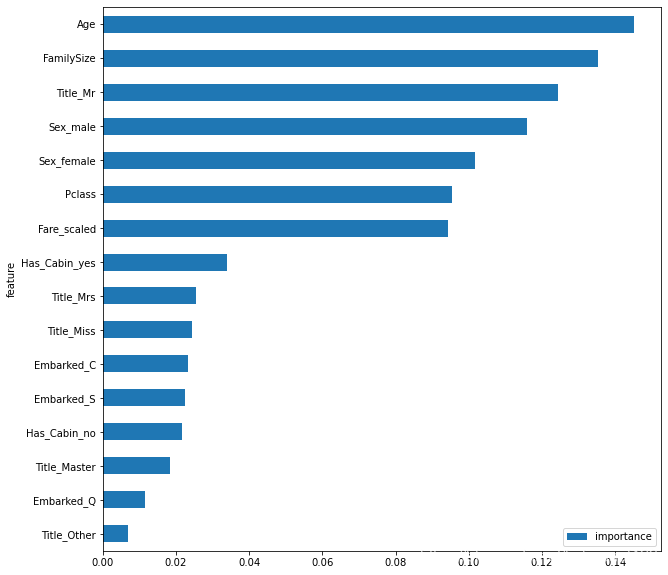 Age
FamilySize
Title_Mr
Sex_male
Sex_female
Pclass
Fare_scaled
Has_Cabin_yes
feature
Title_Mrs
Title_Miss
Embarked_C
Embarked_S
Has_Cabin_no
Title_Master
Embarked_Q
Title_Other
importance
0.00 0.02 0.04 0.06 0.08 0.10 0.12 0.14